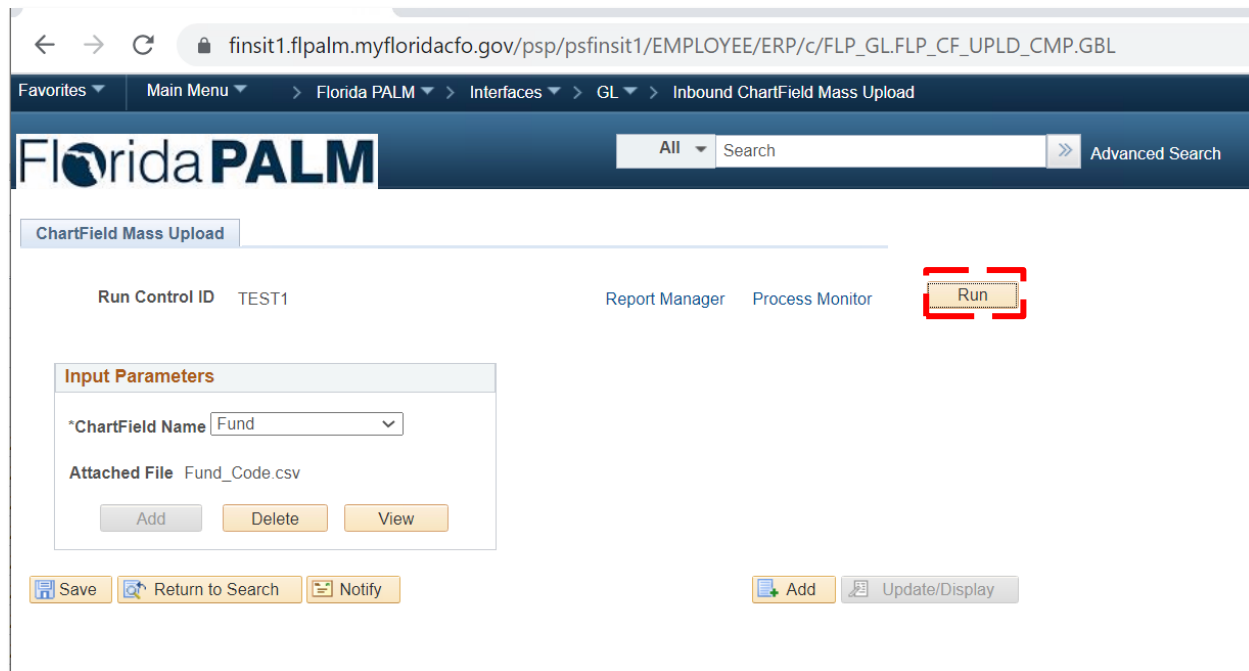 finsit1.flpalm.myfloridacfo.gov/psp/psfinsit1/EMPLOYEE/ERP/c/FLP_GL.FLP_CF_UPLD_CMP.GBL
Favorites Main Menu > Florida PALM > Interfaces > GL > Inbound ChartField Mass Upload
Florida PALM All Search Advanced Search
ChartField Mass Upload
Run Control ID TEST1 Report Manager Process Monitor Run
Input Parameters
*ChartField Name Fund
Attached File Fund_Code.csv
Add Delete View
Save Return to Search Notify Add Update/Display